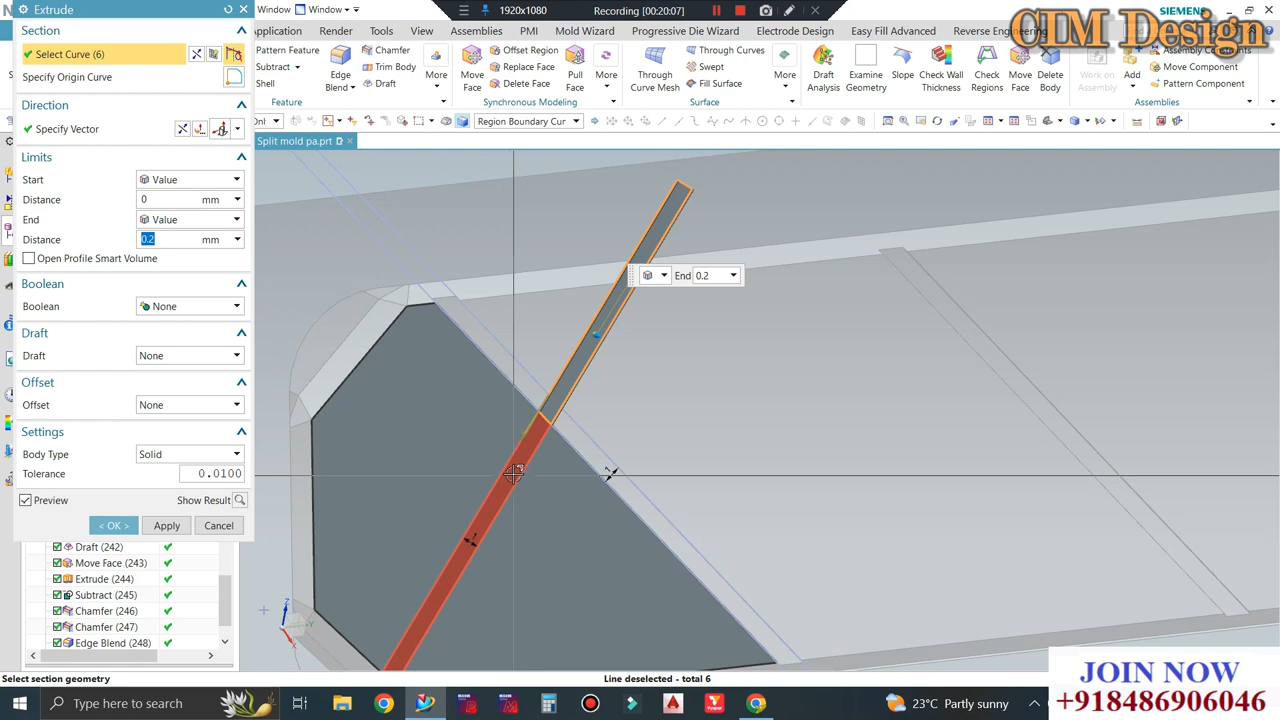 Extrude
Window
Window
1920x1080
Recording [00:20:07]
SIEMENS
CIM Design
Application
Render
Tools
View
Assemblies
PMI
Mold Wizard
Progressive Die Wizard
Electrode Design
Easy Fill Advanced
Reverse Engineering
Pattern Feature
Subtract
Shell
Edge
Blend
Chamfer
Trim Body
Draft
More
Feature
Move
Face
Offset Region
Replace Face
Delete Face
Pull
Face
More
Synchronous Modeling
Through
Curve Mesh
Through Curves
Swept
Fill Surface
More
Surface
Draft
Analysis
Examine
Geometry
Slope
Check Wall
Thickness
Check
Regions
Move
Face
Delete
Body
Work on
Assembly
Add
Assembly Constraints
Move Component
Pattern Component
Assemblies
Region Boundary Cur
Split mold pa.prt
Section
Select Curve (6)
Specify Origin Curve
Direction
Specify Vector
Limits
Start
Value
Distance
0
mm
End
Value
Distance
0.2
mm
Open Profile Smart Volume
Boolean
Boolean
None
Draft
Draft
None
Offset
Offset
None
Settings
Body Type
Solid
Tolerance
0.0100
Preview
Show Result
< OK >
Apply
Cancel
Draft (242)
Move Face (243)
Extrude (244)
Subtract (245)
Chamfer (246)
Chamfer (247)
Edge Blend (248)
End 0.2
Z
Y
X
Select section geometry
Line deselected - total 6
Type here to search
23°C Partly sunny
JOIN NOW
+918486906046